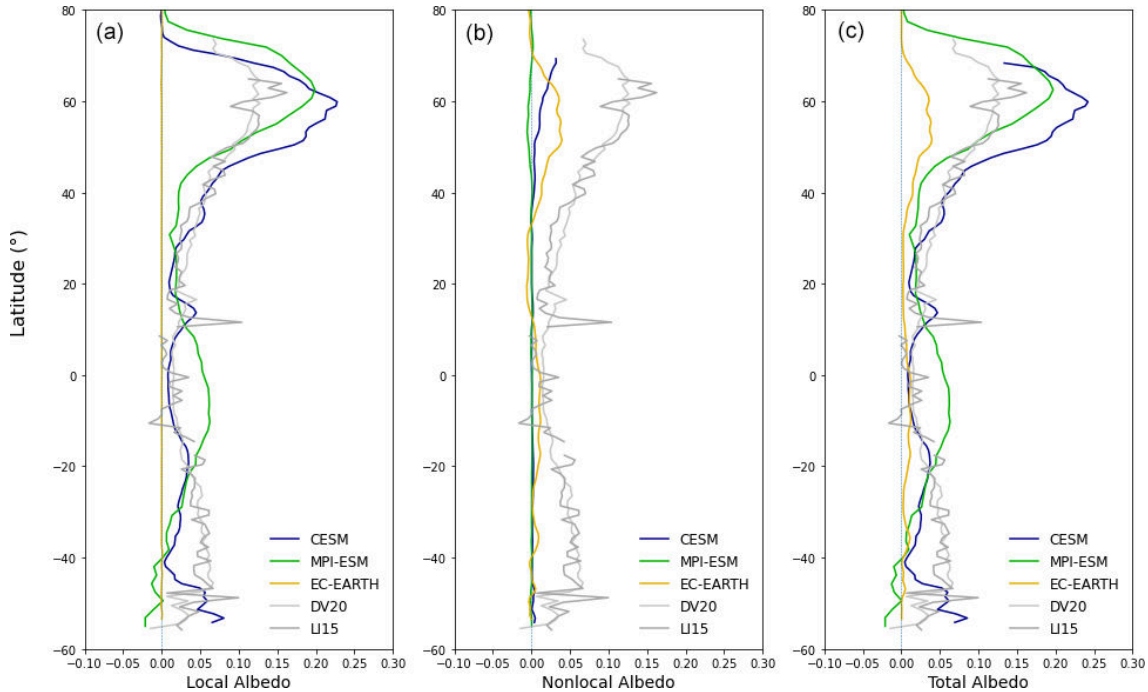 (a)
(b)
(c)
Latitude (°)
80
60
40
20
0
−20
−40
−60
CESM
MPI-ESM
EC-EARTH
DV20
LI15
−0.10 −0.05 0.00 0.05 0.10 0.15 0.20 0.25 0.30
Local Albedo
80
60
40
20
0
−20
−40
−60
CESM
MPI-ESM
EC-EARTH
DV20
LI15
−0.10 −0.05 0.00 0.05 0.10 0.15 0.20 0.25 0.30
Nonlocal Albedo
80
60
40
20
0
−20
−40
−60
CESM
MPI-ESM
EC-EARTH
DV20
LI15
−0.10 −0.05 0.00 0.05 0.10 0.15 0.20 0.25 0.30
Total Albedo